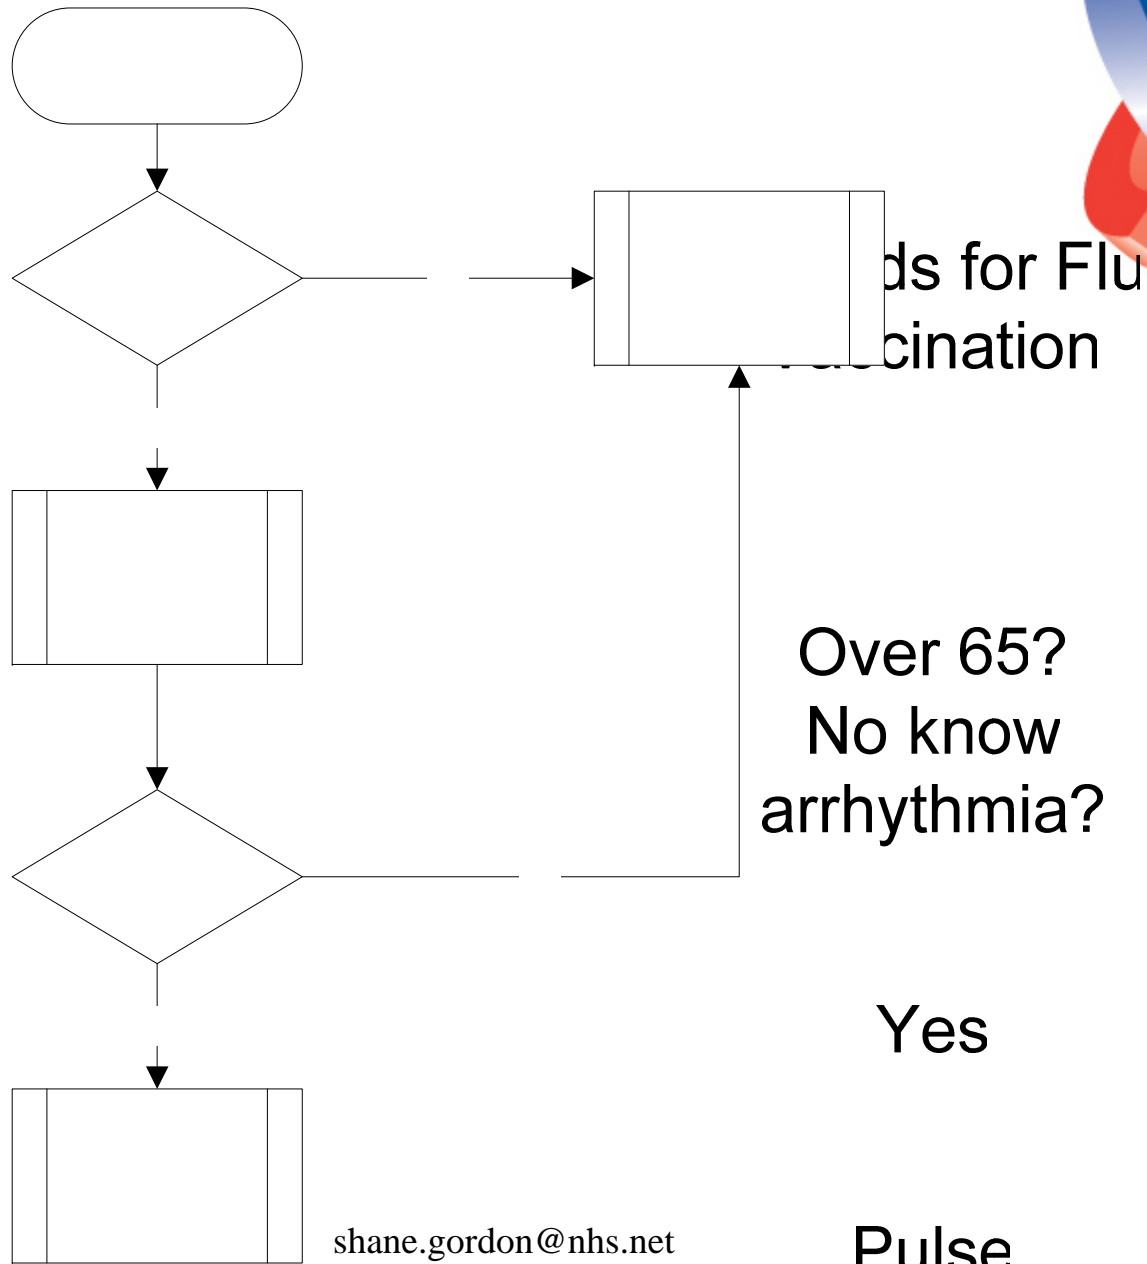 ds for Flu
cination
Over 65?
No know
arrhythmia?
Yes
shane.gordon@nhs.net
Pulse